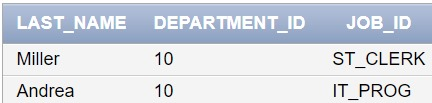 LAST_NAME DEPARTMENT_ID JOB_ID
Miller 10 ST_CLERK
Andrea 10 IT_PROG